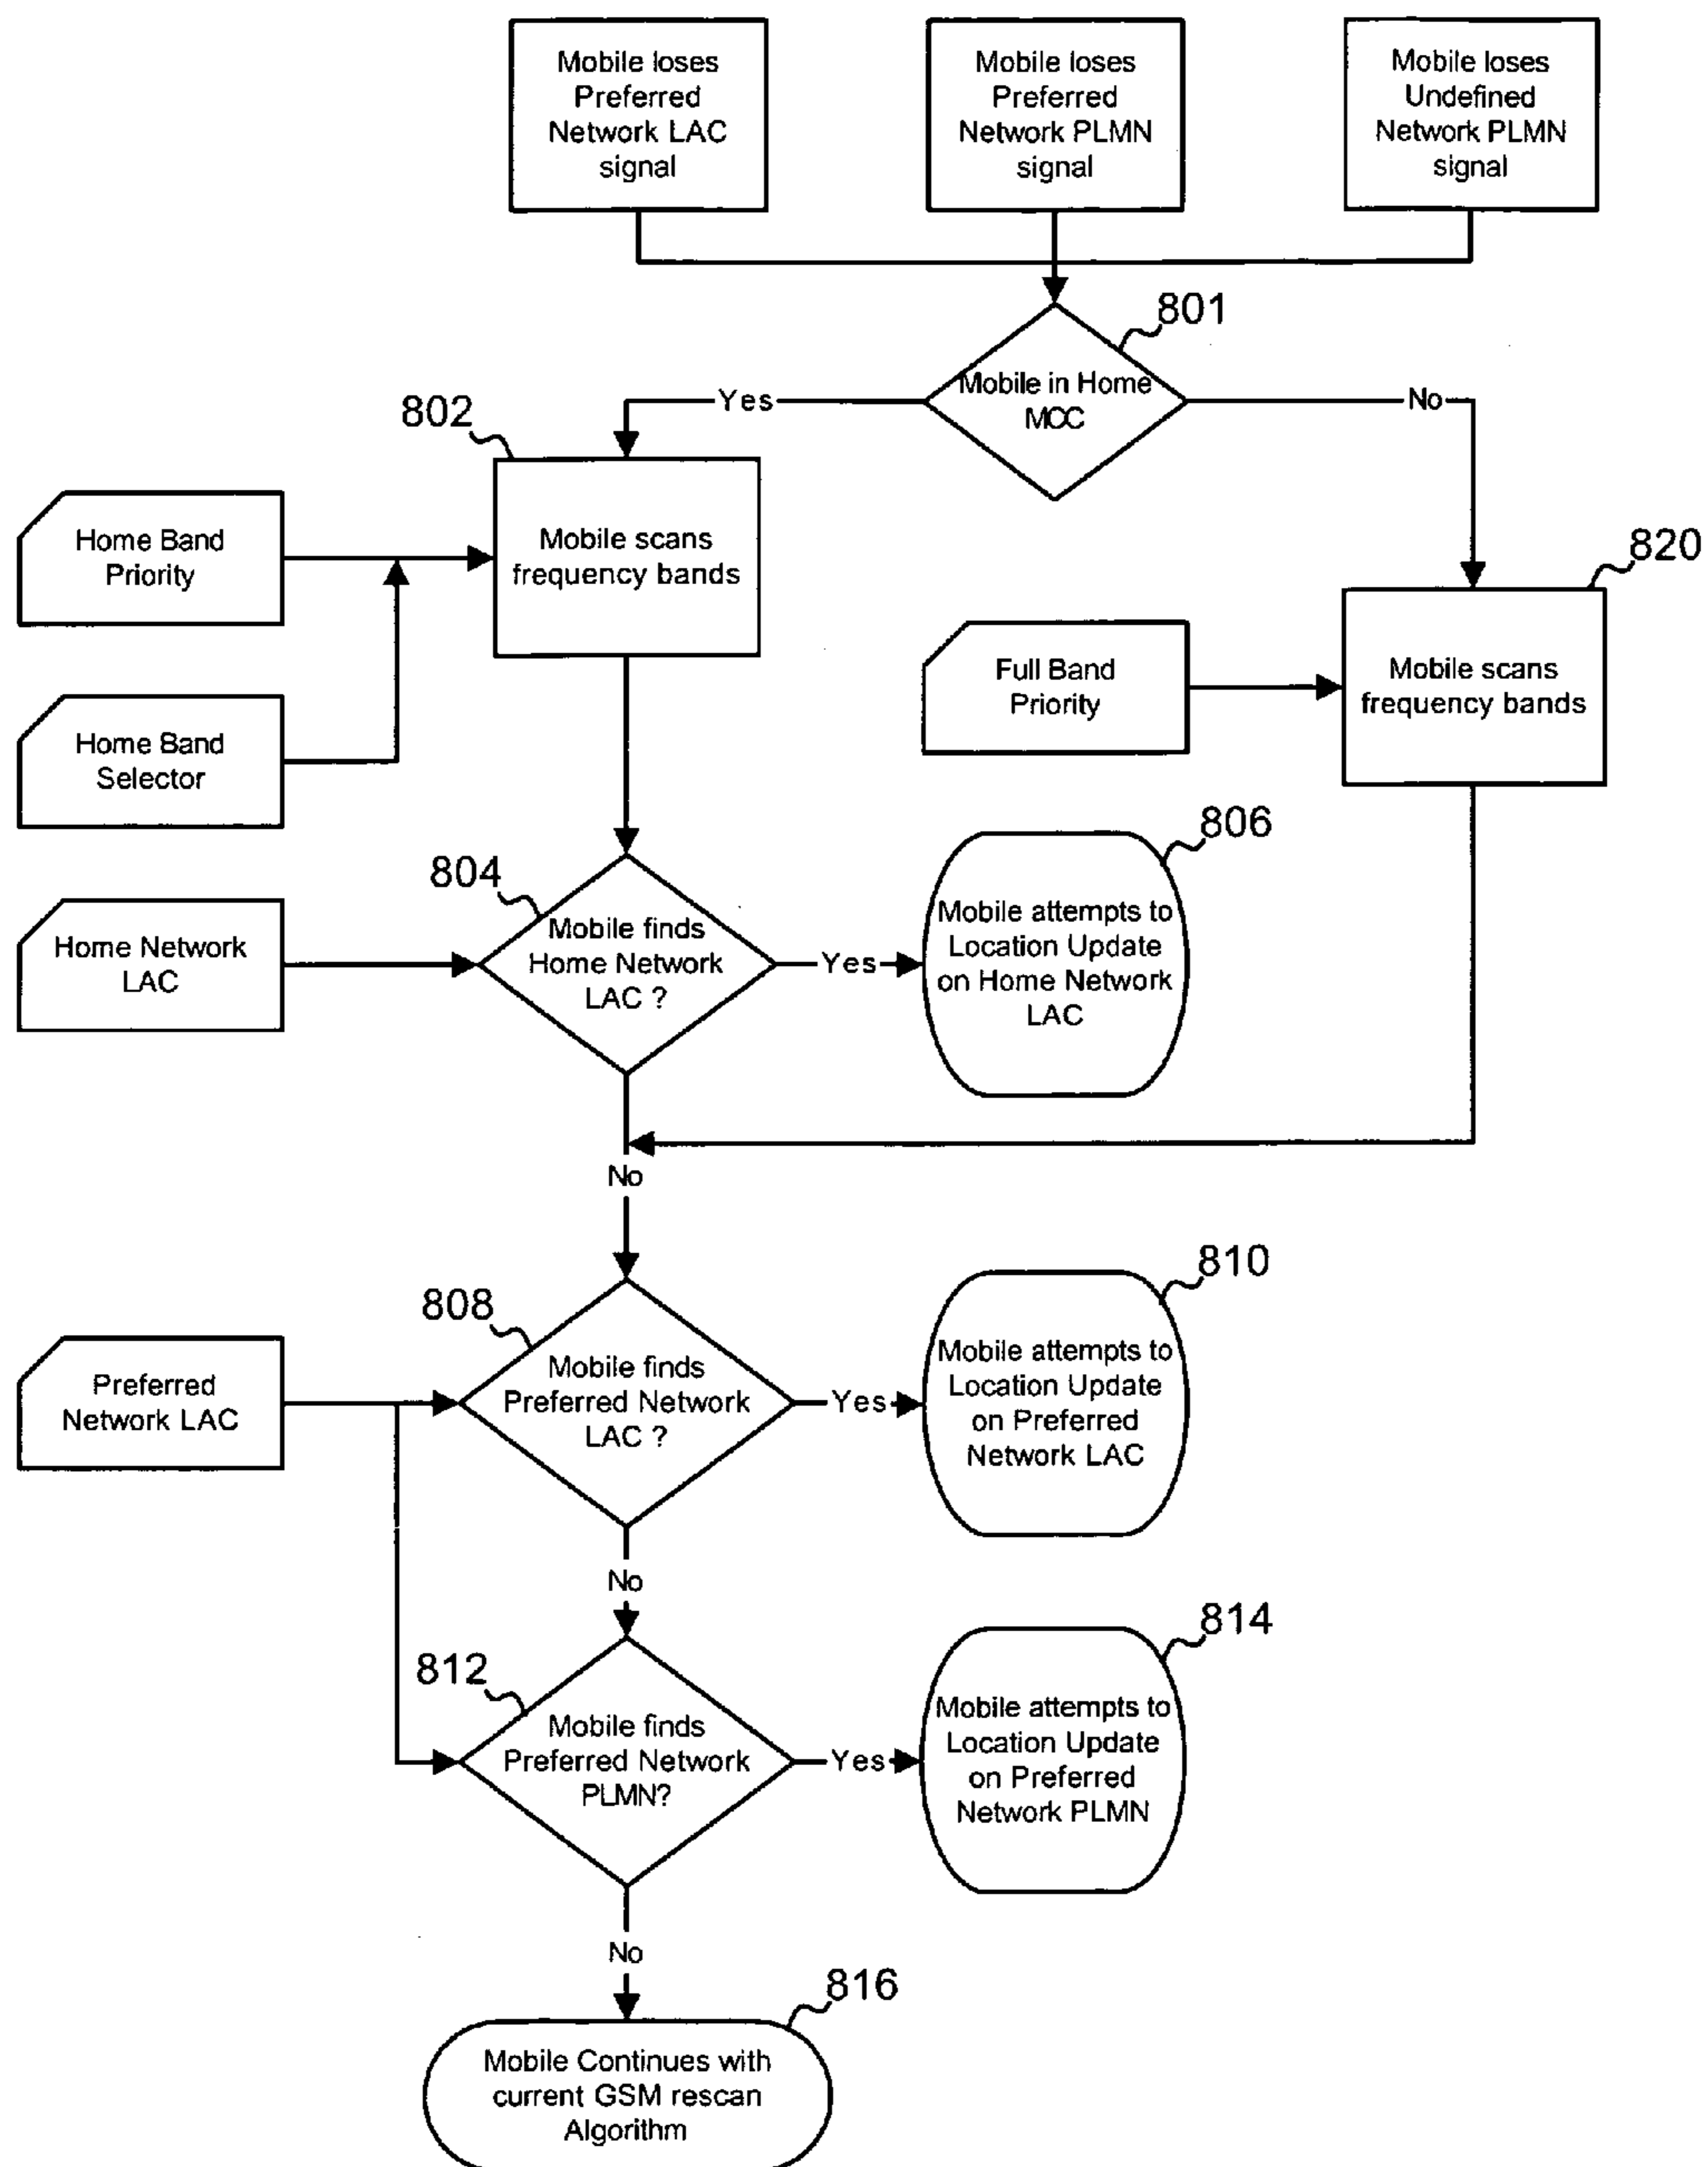 Mobile loses
Preferred
Network LAC
signal
Mobile loses
Preferred
Network PLMN
signal
Mobile loses
Undefined
Network PLMN
signal
801
Mobile in Home
MCC
Yes
No
802
Mobile scans
frequency bands
Home Band
Priority
Home Band
Selector
820
Mobile scans
frequency bands
Full Band
Priority
804
Mobile finds
Home Network
LAC ?
Home Network
LAC
Yes
806
Mobile attempts to
Location Update
on Home Network
LAC
No
808
Mobile finds
Preferred Network
LAC ?
Preferred
Network LAC
Yes
810
Mobile attempts to
Location Update
on Preferred
Network LAC
No
812
Mobile finds
Preferred Network
PLMN?
Yes
814
Mobile attempts to
Location Update
on Preferred
Network PLMN
No
816
Mobile Continues with
current GSM rescan
Algorithm